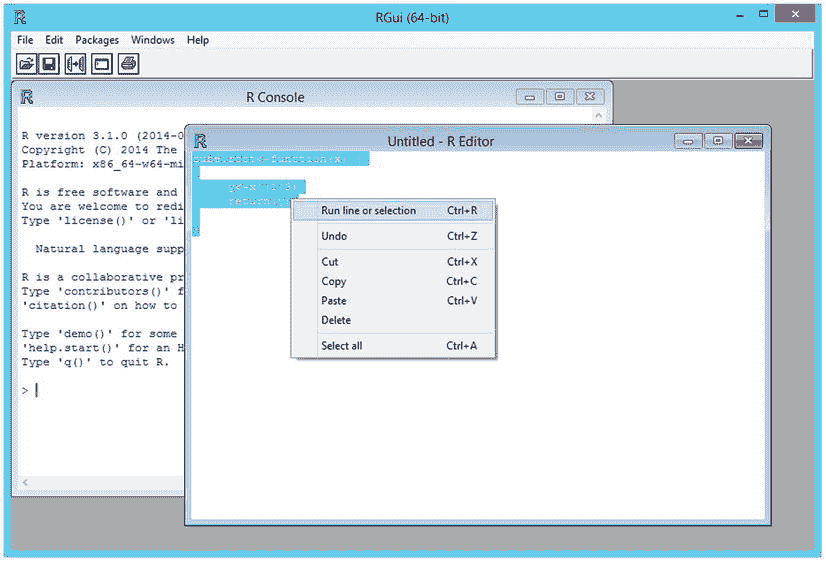 RGui (64-bit)
File Edit Packages Windows Help
R Console
R version 3.1.0 (2014-0
Copyright (C) 2014 The
Platform: x86_64-w64-mi
R is free software and
You are welcome to redi
Type 'license()' or 'li
Natural language supp
R is a collaborative pr
Type 'contributors()' f
'citation()' on how to
Type 'demo()' for some
'help.start()' for an H
Type 'q()' to quit R.
>
Untitled - R Editor
cube.root<-function(x)
return
Run line or selection Ctrl+R
Undo Ctrl+Z
Cut Ctrl+X
Copy Ctrl+C
Paste Ctrl+V
Delete
Select all Ctrl+A